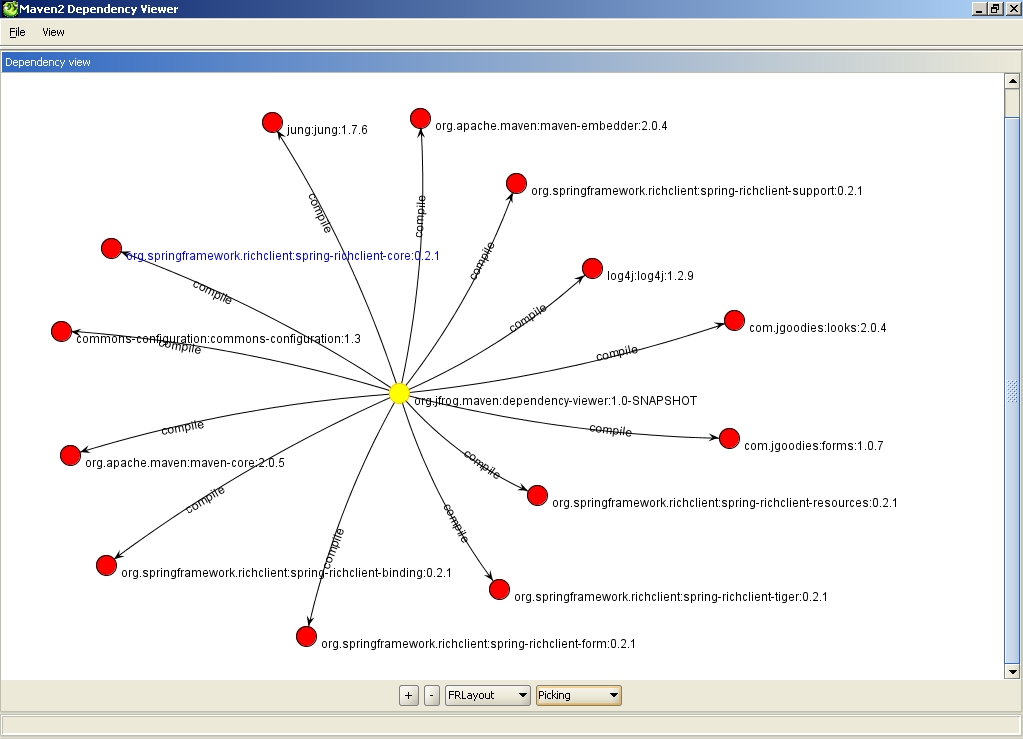 Maven2 Dependency Viewer
File View
Dependency view
jung:jung:1.7.6
org.apache.maven:maven-embedder:2.0.4
org.springframework.richclient:spring-richclient-support:0.2.1
compile
compile
compile
org.springframework.richclient:spring-richclient-core:0.2.1
log4j:log4j:1.2.9
compile
compile
com.jgoodies:looks:2.0.4
commons-configuration:commons-configuration:1.3
compile
compile
org.jfrog.maven:dependency-viewer:1.0-SNAPSHOT
compile
compile
com.jgoodies:forms:1.0.7
org.apache.maven:maven-core:2.0.5
compile
compile
org.springframework.richclient:spring-richclient-resources:0.2.1
compile
compile
org.springframework.richclient:spring-richclient-binding:0.2.1
org.springframework.richclient:spring-richclient-tiger:0.2.1
org.springframework.richclient:spring-richclient-form:0.2.1
+ - FRLayout Picking